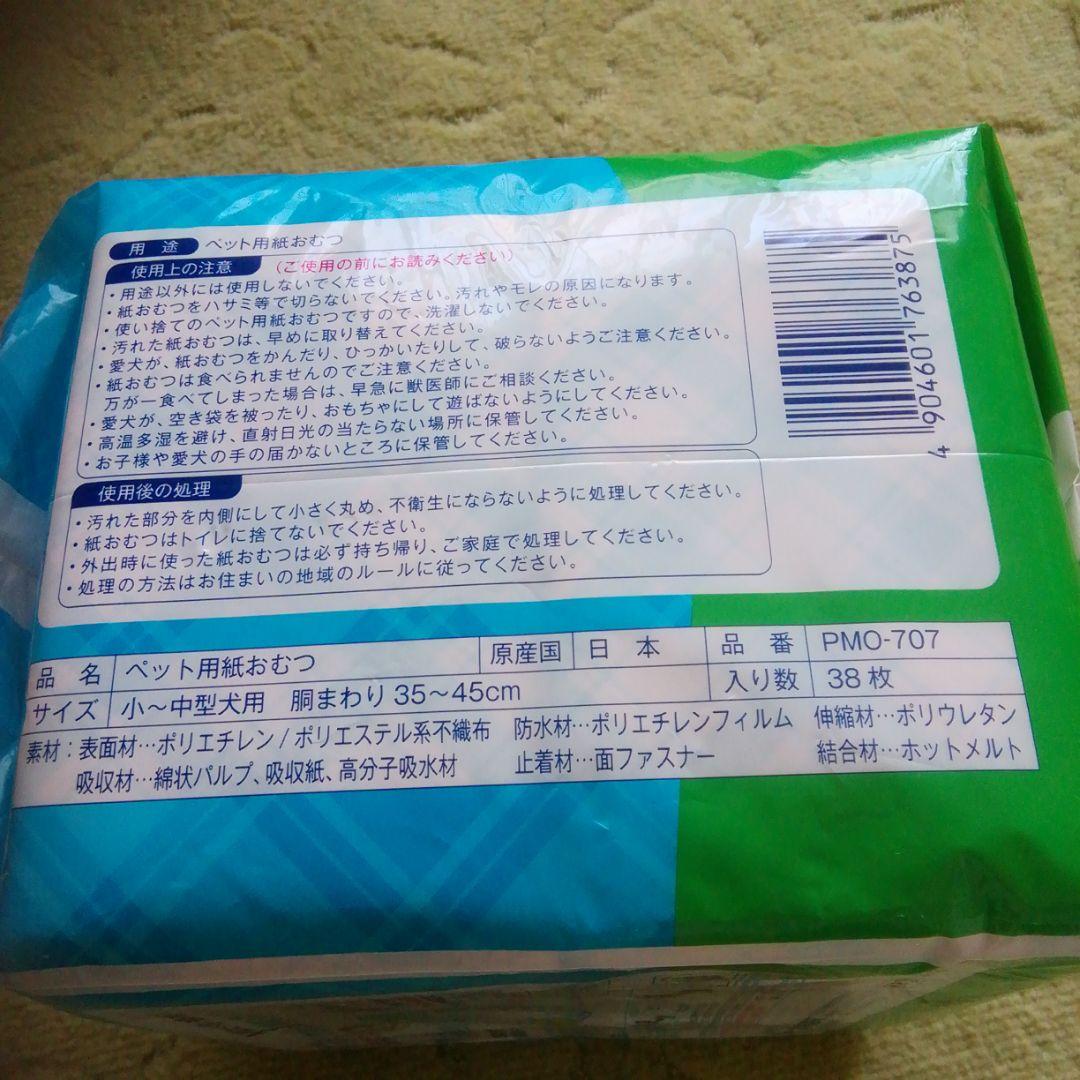 用途 ペット用紙おむつ
使用上の注意 (ご使用の前にお読みください)
・用途以外には使用しないでください。
・紙おむつをハサミ等で切らないでください。汚れやモレの原因になります。
・使い捨てのペット用紙おむつですので、洗濯しないでください。
・汚れた紙おむつは、早めに取り替えてください。
・愛犬が、紙おむつをかんだり、ひっかいたりして、破らないようご注意ください。
・紙おむつは食べられませんのでご注意ください。
万が一食べてしまった場合は、早急に獣医師にご相談ください。
・愛犬が、空き袋を被ったり、おもちゃにして遊ばないようにしてください。
・高温多湿を避け、直射日光の当たらない場所に保管してください。
・お子様や愛犬の手の届かないところに保管してください。
4 904601 763875
使用後の処理
・汚れた部分を内側にして小さく丸め、不衛生にならないように処理してください。
・紙おむつはトイレに捨てないでください。
・外出時に使った紙おむつは必ず持ち帰り、ご家庭で処理してください。
・処理の方法はお住まいの地域のルールに従ってください。
品名 ペット用紙おむつ 原産国 日本 品番 PMO-707
サイズ 小〜中型犬用 胴まわり35〜45cm 入り数 38枚
素材：表面材…ポリエチレン/ポリエステル系不織布 防水材…ポリエチレンフィルム 伸縮材…ポリウレタン
吸収材…綿状パルプ、吸収紙、高分子吸水材 止着材…面ファスナー 結合材…ホットメルト